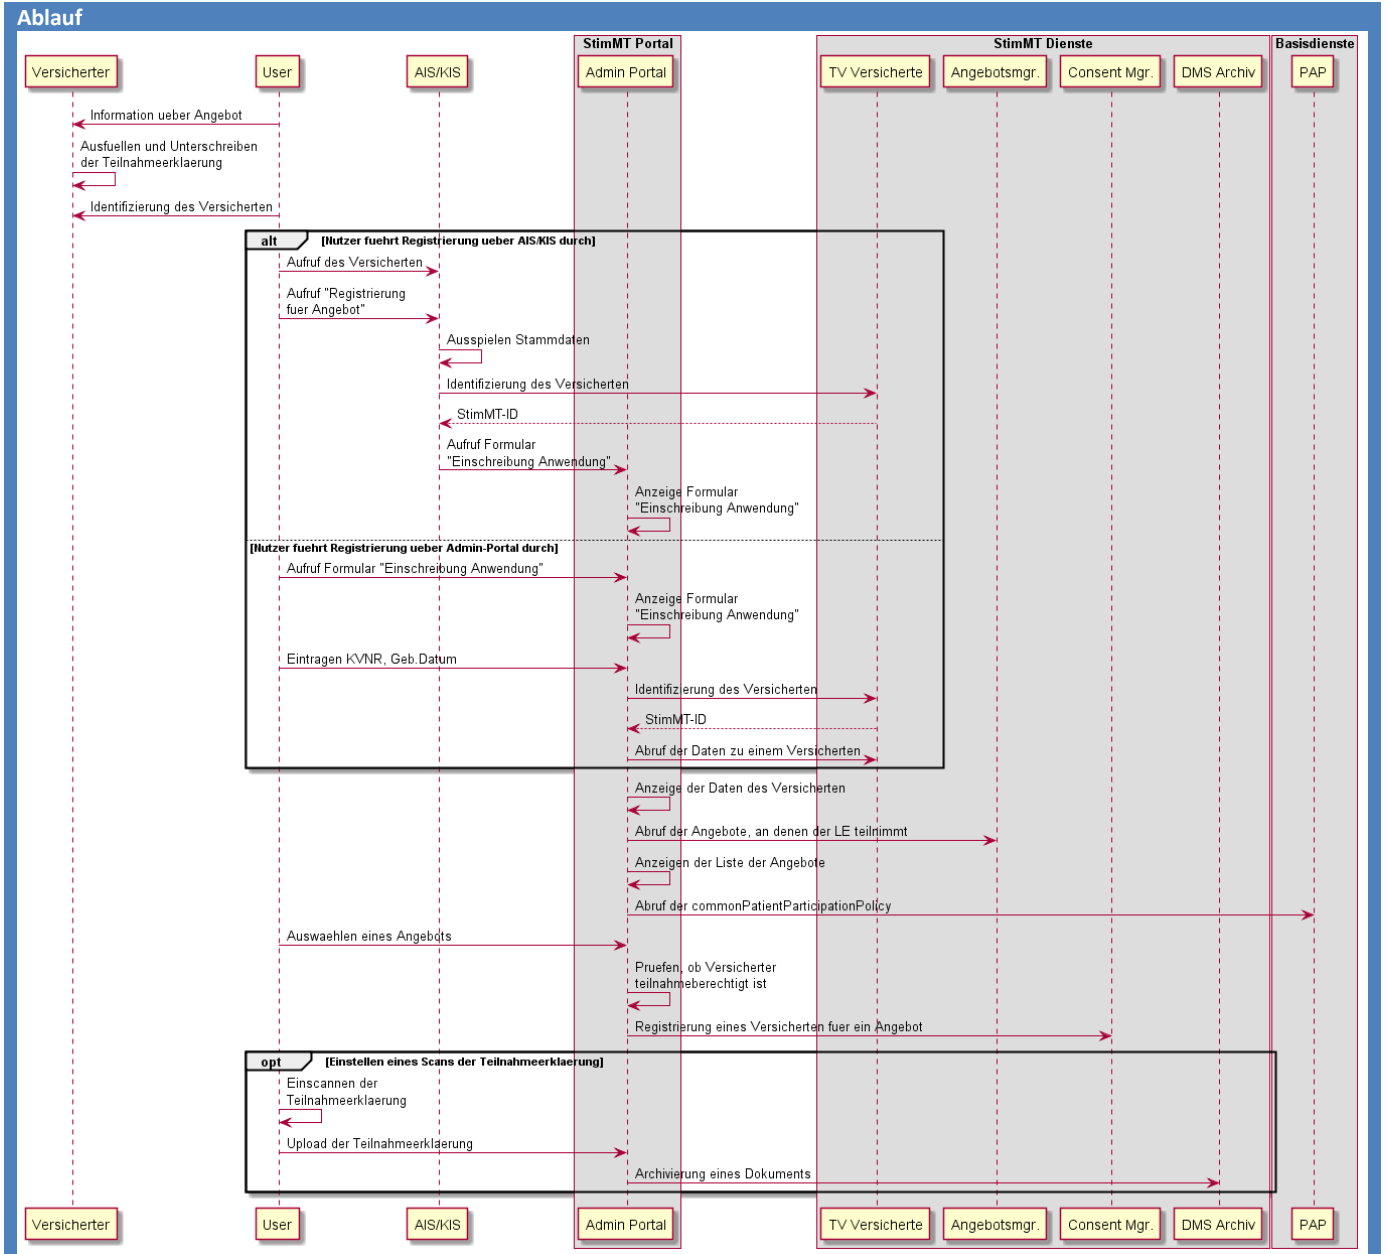 Ablauf
StimMT Portal
StimMT Dienste
Basisdienste
Versicherter
User
AIS/KIS
Admin Portal
TV Versicherte
Angebotsmgr.
Consent Mgr.
DMS Archiv
PAP
Information ueber Angebot
Ausfuellen und Unterschreiben
der Teilnahmeerklaerung
Identifizierung des Versicherten
alt
[Nutzer fuehrt Registrierung ueber AIS/KIS durch]
Aufruf des Versicherten
Aufruf "Registrierung
fuer Angebot"
Ausspielen Stammdaten
Identifizierung des Versicherten
StimMT-ID
Aufruf Formular
"Einschreibung Anwendung"
Anzeige Formular
"Einschreibung Anwendung"
[Nutzer fuehrt Registrierung ueber Admin-Portal durch]
Aufruf Formular "Einschreibung Anwendung"
Anzeige Formular
"Einschreibung Anwendung"
Eintragen KVNR, Geb.Datum
Identifizierung des Versicherten
StimMT-ID
Abruf der Daten zu einem Versicherten
Anzeige der Daten des Versicherten
Abruf der Angebote, an denen der LE teilnimmt
Anzeigen der Liste der Angebote
Abruf der commonPatientParticipationPolicy
Auswaehlen eines Angebots
Pruefen, ob Versicherter
teilnahmeberechtigt ist
Registrierung eines Versicherten fuer ein Angebot
opt
[Einstellen eines Scans der Teilnahmeerklaerung]
Einscannen der
Teilnahmeerklaerung
Upload der Teilnahmeerklaerung
Archivierung eines Dokuments
Versicherter
User
AIS/KIS
Admin Portal
TV Versicherte
Angebotsmgr.
Consent Mgr.
DMS Archiv
PAP